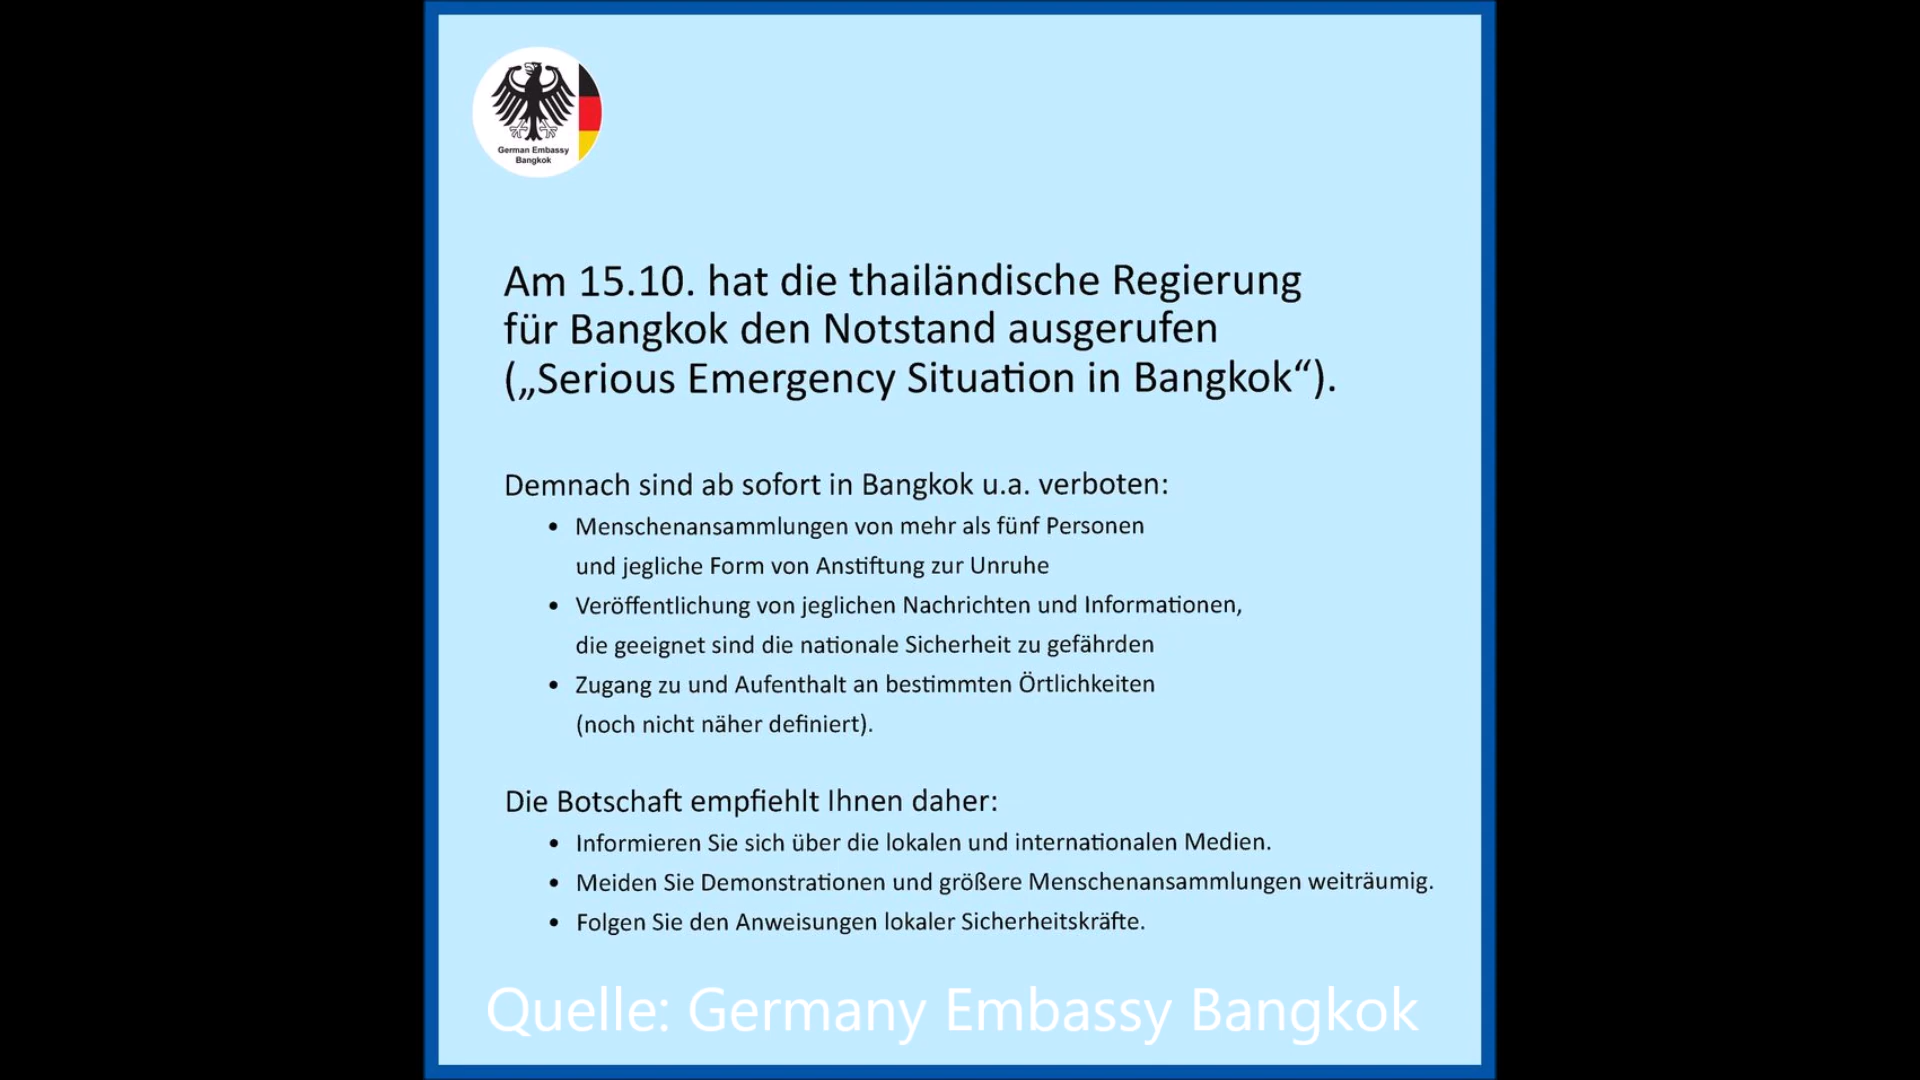 German Embassy
Bangkok
Am 15.10. hat die thailändische Regierung
für Bangkok den Notstand ausgerufen
(„Serious Emergency Situation in Bangkok“).
Demnach sind ab sofort in Bangkok u.a. verboten:
• Menschenansammlungen von mehr als fünf Personen
und jegliche Form von Anstiftung zur Unruhe
• Veröffentlichung von jeglichen Nachrichten und Informationen,
die geeignet sind die nationale Sicherheit zu gefährden
• Zugang zu und Aufenthalt an bestimmten Örtlichkeiten
(noch nicht näher definiert).
Die Botschaft empfiehlt Ihnen daher:
• Informieren Sie sich über die lokalen und internationalen Medien.
• Meiden Sie Demonstrationen und größere Menschenansammlungen weiträumig.
• Folgen Sie den Anweisungen lokaler Sicherheitskräfte.
Quelle: Germany Embassy Bangkok